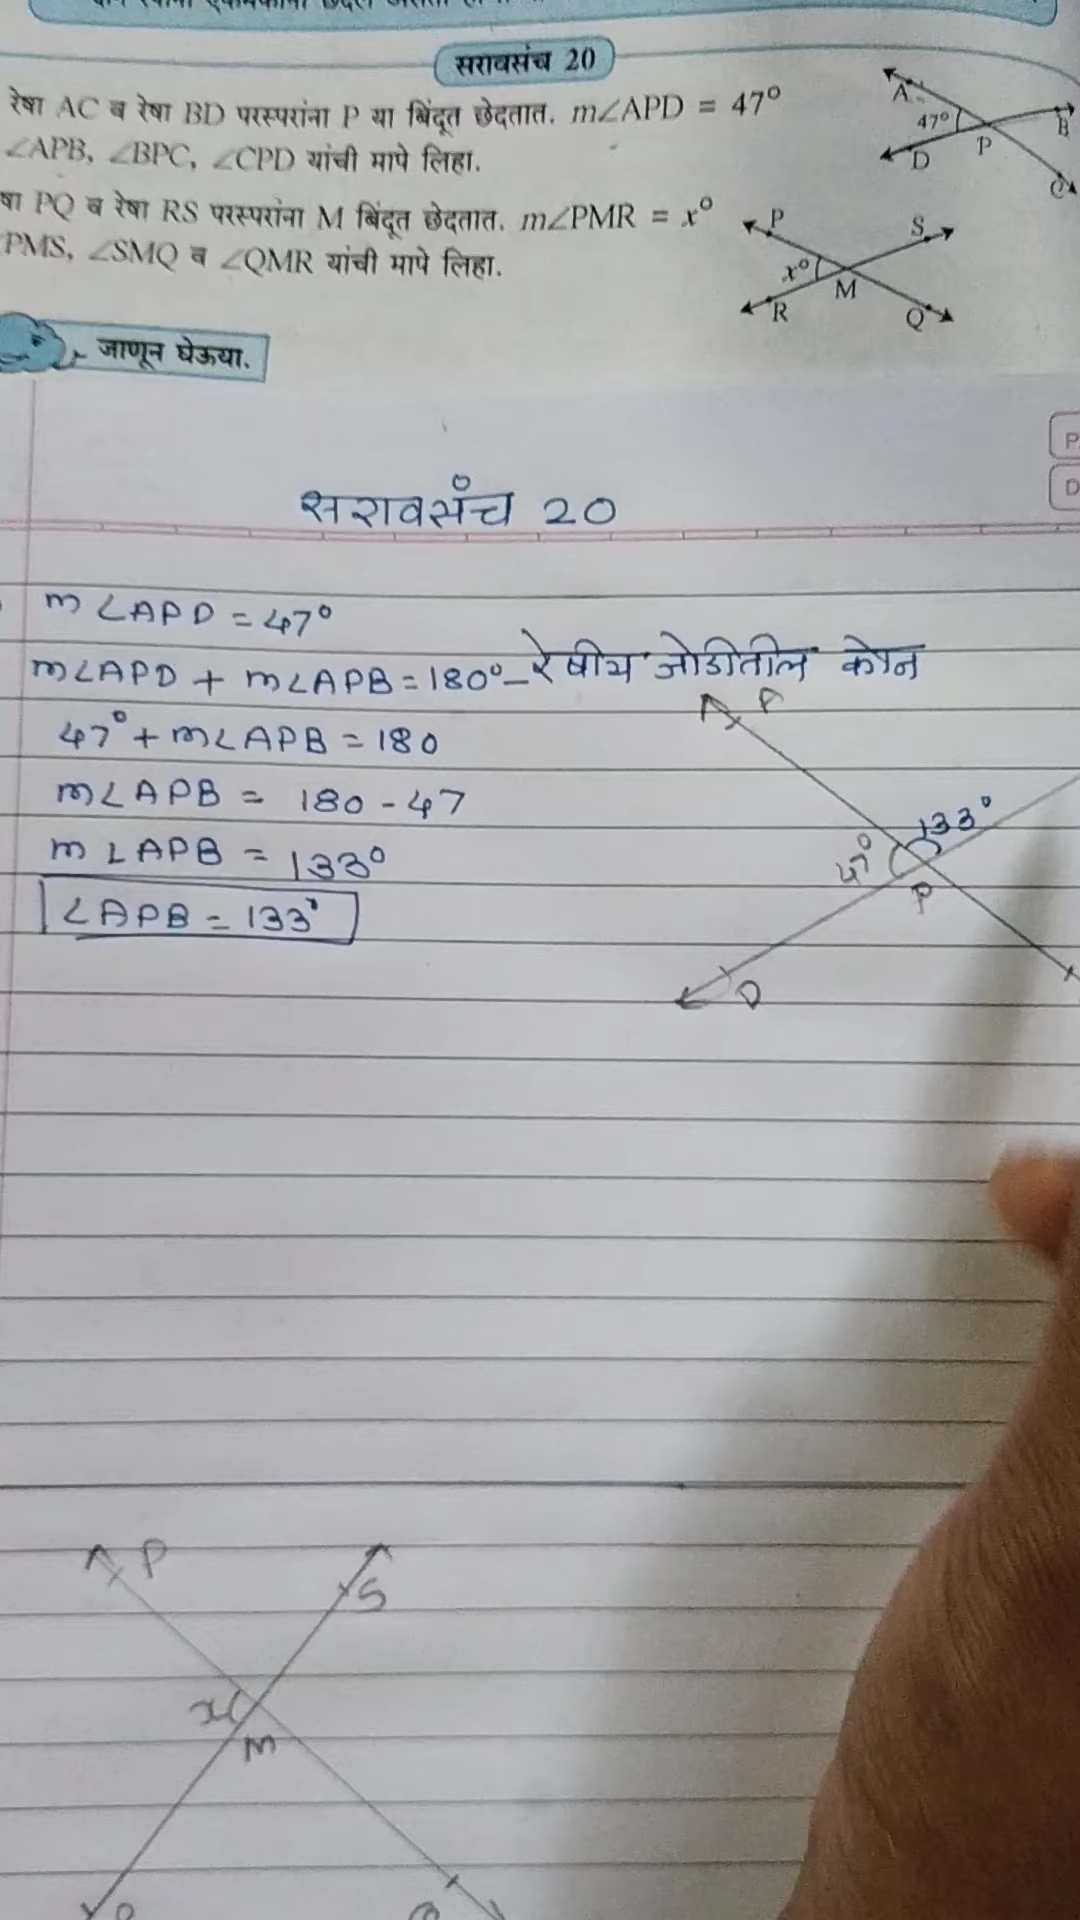 सरावसंच 20
रेषा AC व रेषा BD परस्परांना P या बिंदूत छेदतात. m∠APD = 47°
∠APB, ∠BPC, ∠CPD यांची मापे लिहा.
A
47°
B
D
P
षा PQ व रेषा RS परस्परांना M बिंदूत छेदतात. m∠PMR = x°
PMS, ∠SMQ व ∠QMR यांची मापे लिहा.
P
S
x°
M
R
Q
जाणून घेऊया.
P
D
सरावसंच 20
m∠APD = 47°
m∠APD + m∠APB = 180° - रेषीय जोडीतील कोन
47° + m∠APB = 180
m∠APB = 180 - 47
m∠APB = 133°
∠APB = 133°
133°
47°
P
D
P
S
x
M